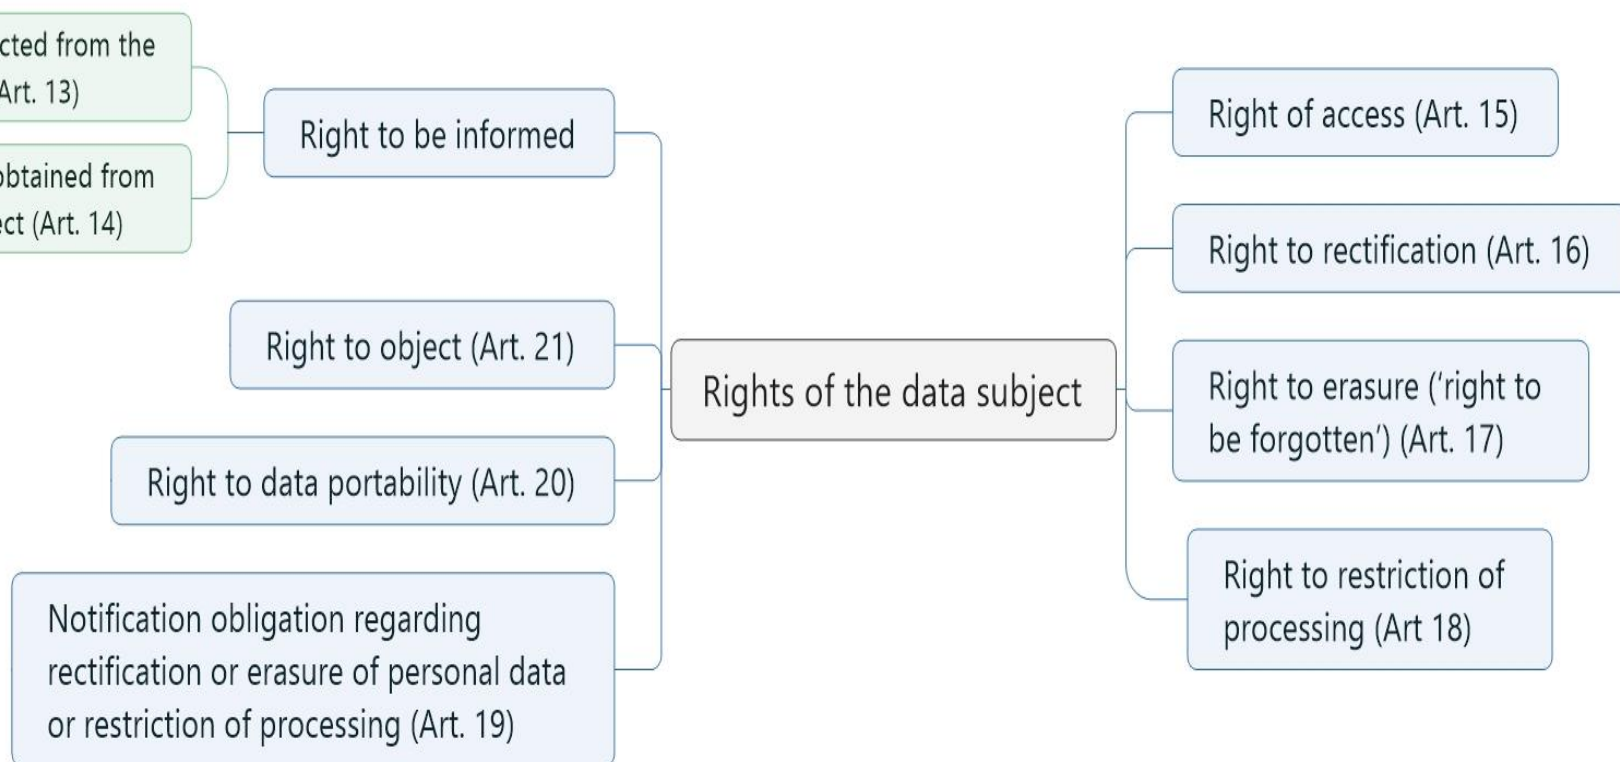 from the
(Art. 13)
from
(Art. 14)
Right to be informed
Right to object (Art. 21)
Right to data portability (Art. 20)
Notification obligation regarding
rectification or erasure of personal data
or restriction of processing (Art. 19)
Rights of the data subject
Right of access (Art. 15)
Right to rectification (Art. 16)
Right to erasure (‘right to
be forgotten’) (Art. 17)
Right to restriction of
processing (Art 18)